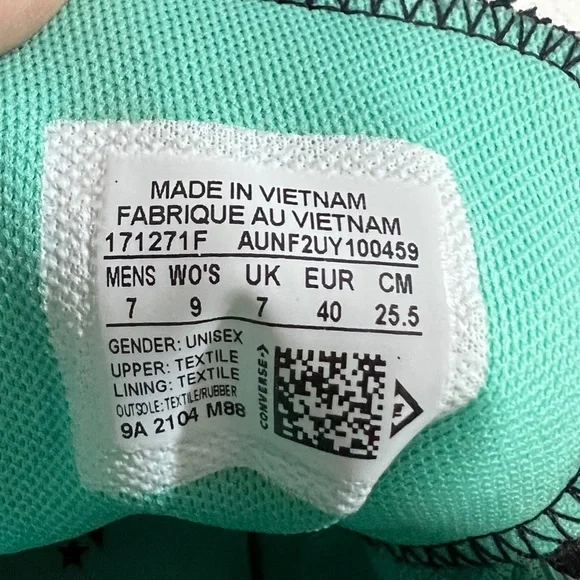 MADE IN VIETNAM
FABRIQUE AU VIETNAM
171271F AUNF2UY100459
MENS WO'S UK EUR CM
7 9 7 40 25.5
GENDER: UNISEX
UPPER: TEXTILE
LINING: TEXTILE
OUTSOLE: TEXTILE/RUBBER
9A 2104 M88
CONVERSE
E